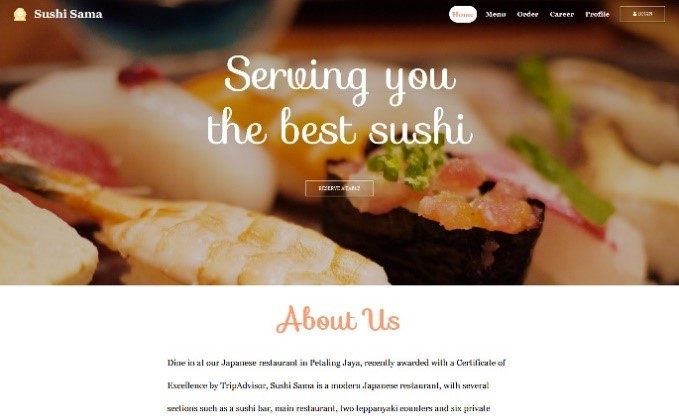 Sushi Sama
Home Menu Order Career Profile LOGIN
Serving you
the best sushi
RESERVE A TABLE
About Us
Dine in at our Japanese restaurant in Petaling Jaya, recently awarded with a Certificate of
Excellence by TripAdvisor, Sushi Sama is a modern Japanese restaurant, with several
sections such as a sushi bar, main restaurant, two teppanyaki counters and six private